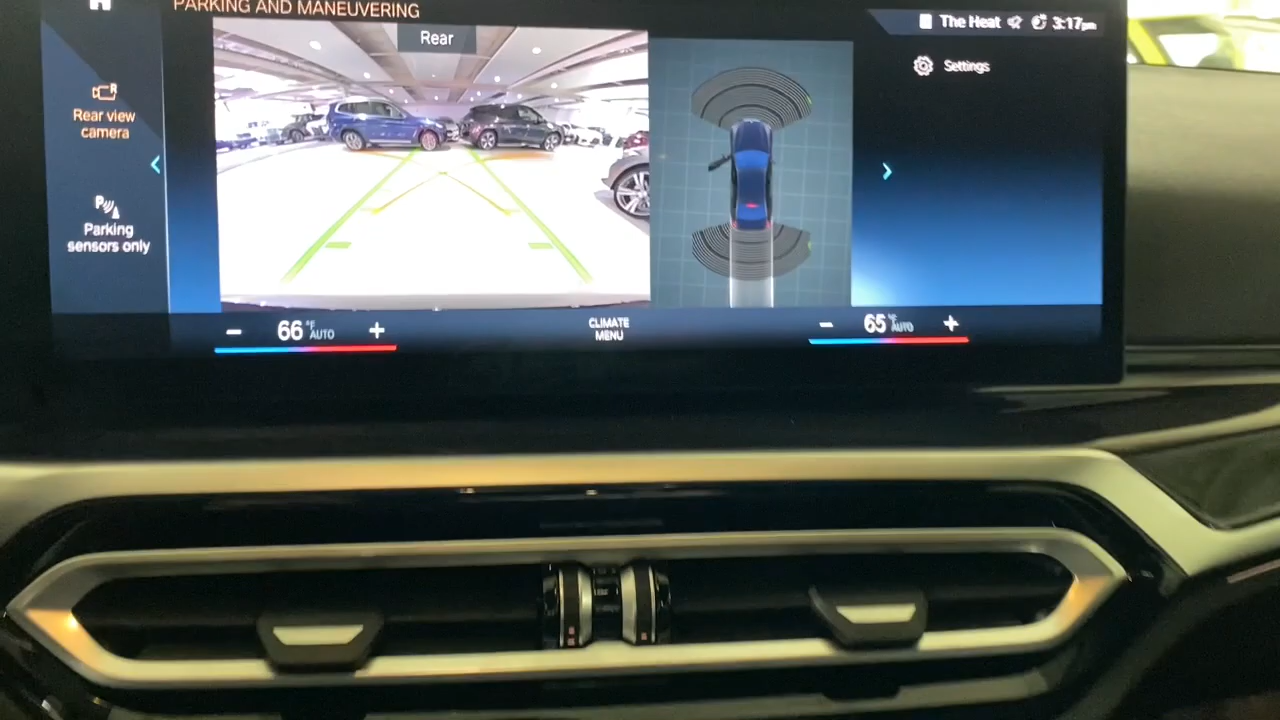 PARKING AND MANEUVERING
The Heat 3:17pm
Rear
Settings
R
Rear view
camera
P
Parking
sensors only
66 °F AUTO
CLIMATE
MENU
65 °F AUTO